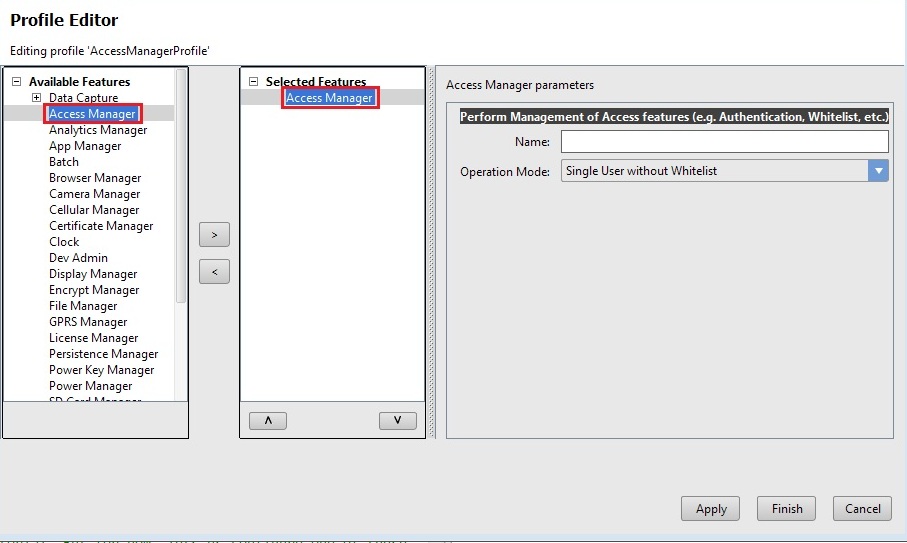 Profile Editor
Editing profile 'AccessManagerProfile'
Available Features
Data Capture
Access Manager
Analytics Manager
App Manager
Batch
Browser Manager
Camera Manager
Cellular Manager
Certificate Manager
Clock
Dev Admin
Display Manager
Encrypt Manager
File Manager
GPRS Manager
License Manager
Persistence Manager
Power Key Manager
Power Manager
SD Card Manager
>
<
Selected Features
Access Manager
Access Manager parameters
Perform Management of Access features (e.g. Authentication, Whitelist, etc.)
Name:
Operation Mode: Single User without Whitelist
Apply Finish Cancel